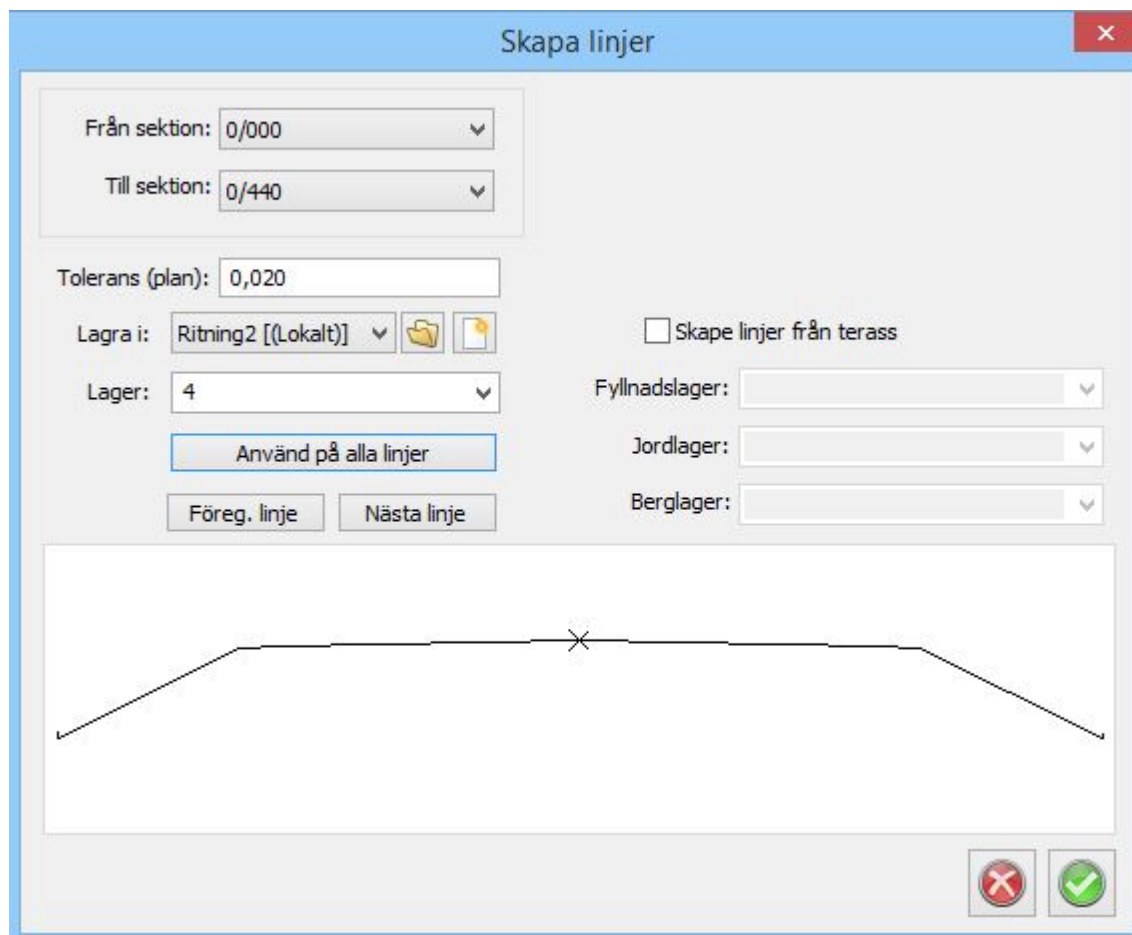 Skapa linjer
Från sektion: 0/000
Till sektion: 0/440
Tolerans (plan): 0,020
Lagra i: Ritning2 [(Lokalt)]
Skape linjer från terass
Lager: 4
Fyllnadslager:
Använd på alla linjer
Jordlager:
Föreg. linje Nästa linje
Berglager: